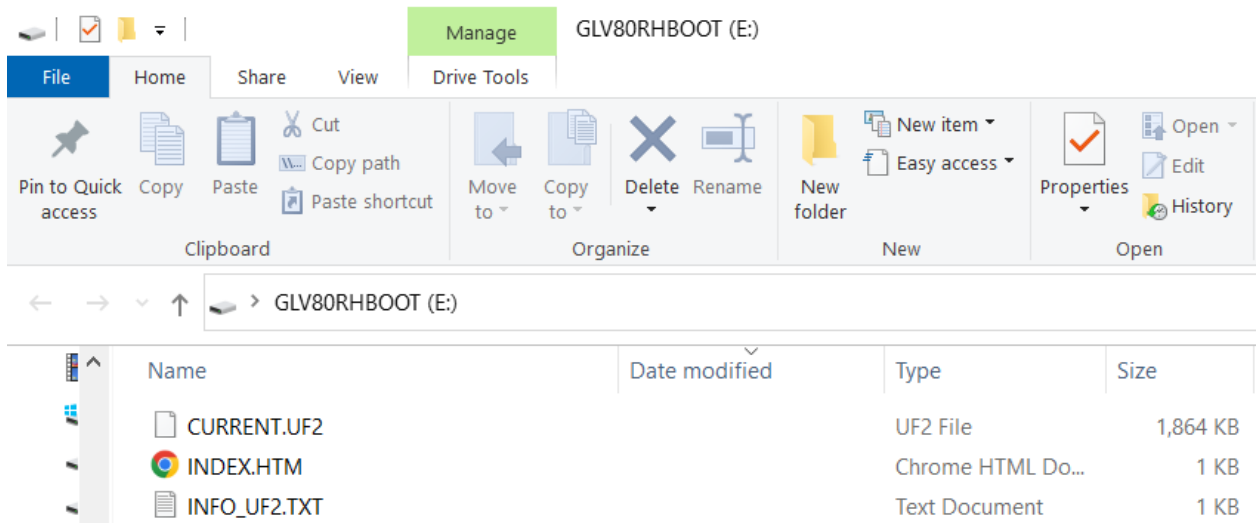 Manage GLV80RHBOOT (E:)
File Home Share View Drive Tools
Pin to Quick access
Copy
Paste
Cut
W... Copy path
Paste shortcut
Move to
Copy to
Delete
Rename
New folder
New item
Easy access
Properties
Open
Edit
History
Clipboard Organize New Open
GLV80RHBOOT (E:)
Name Date modified Type Size
CURRENT.UF2 UF2 File 1,864 KB
INDEX.HTM Chrome HTML Do... 1 KB
INFO_UF2.TXT Text Document 1 KB